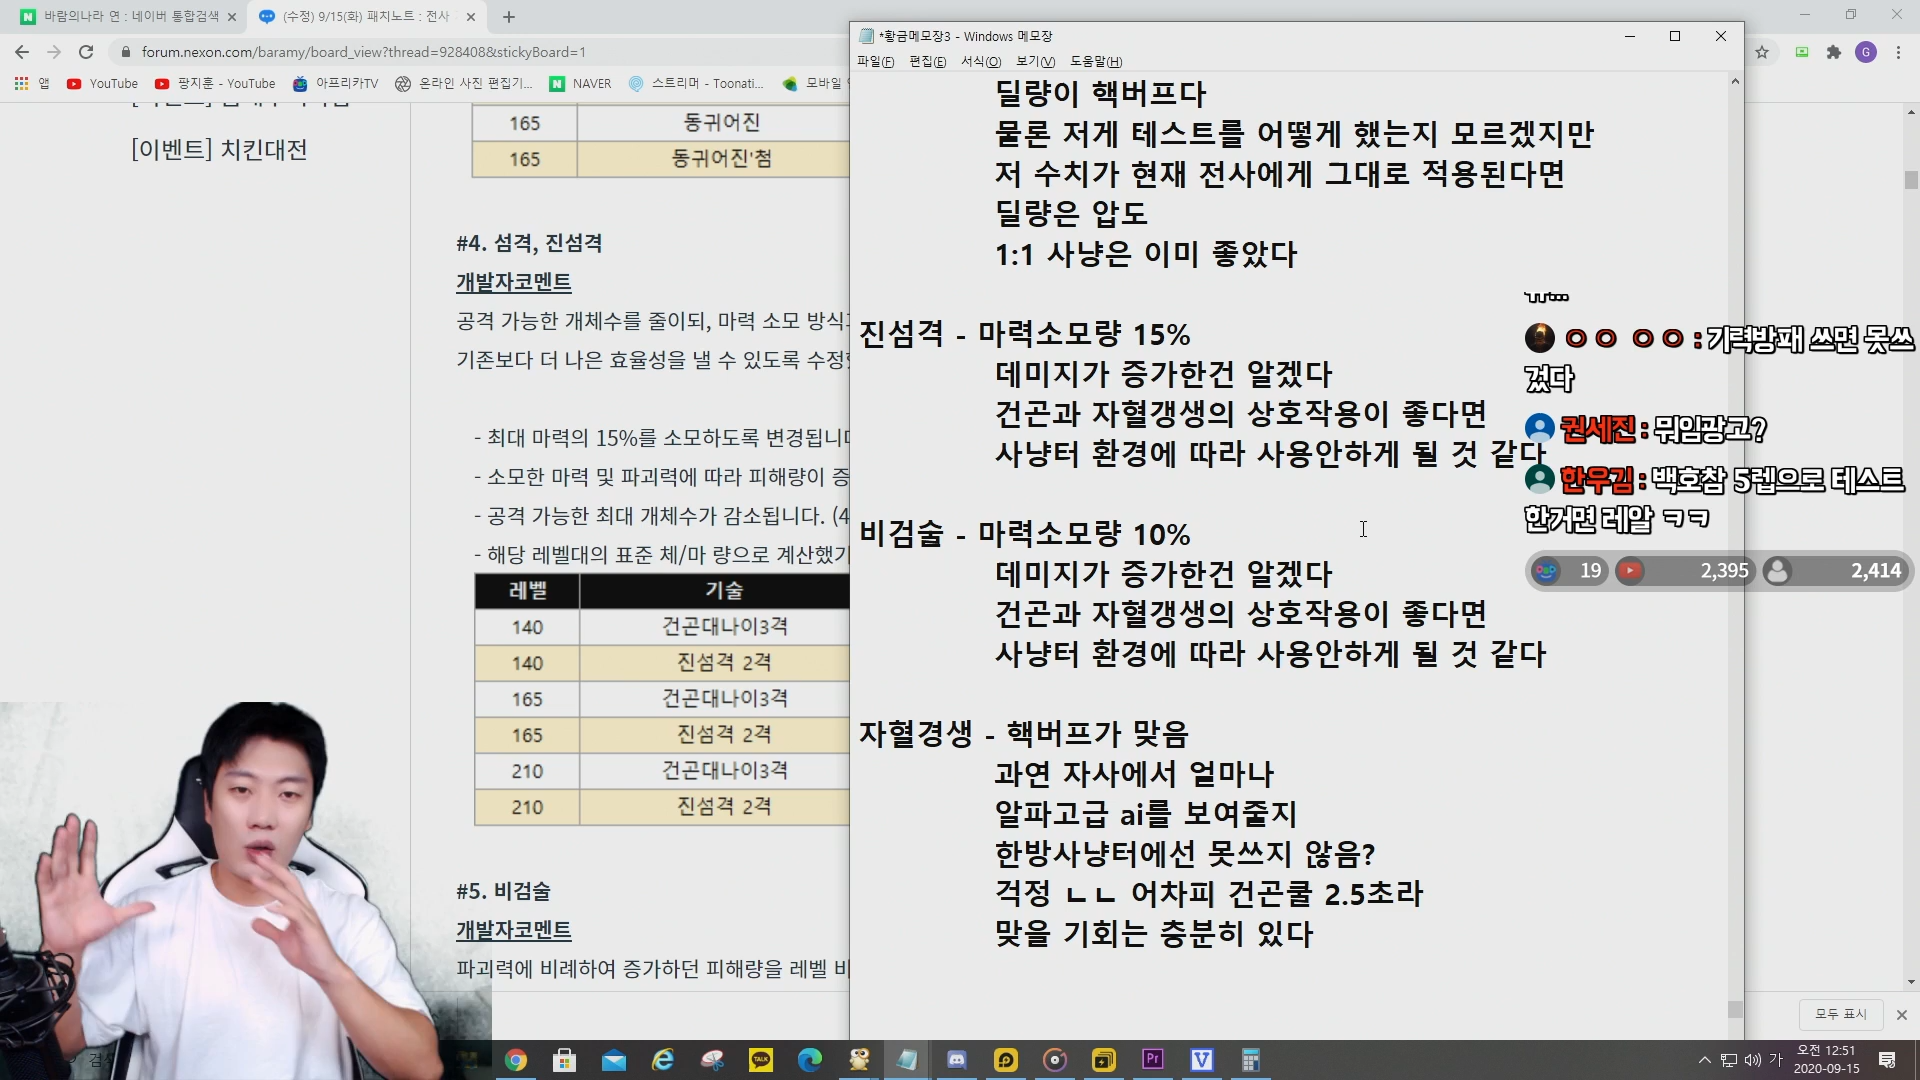 바람의나라 연 : 네이버 통합검색
(수정) 9/15(화) 패치노트 : 전사
forum.nexon.com/baramy/board_view?thread=928408&stickyBoard=1
앱
YouTube
팡지훈 - YouTube
아프리카TV
온라인 사진 편집기...
NAVER
스트리머 - Toonati...
[이벤트] 치킨대전
165 동귀어진
165 동귀어진'첨
#4. 섬격, 진섬격
개발자코멘트
공격 가능한 개체수를 줄이되, 마력 소모 방식
기존보다 더 나은 효율성을 낼 수 있도록 수정
- 최대 마력의 15%를 소모하도록 변경됩니다
- 소모한 마력 및 파괴력에 따라 피해량이 증
- 공격 가능한 최대 개체수가 감소됩니다. (4
- 해당 레벨대의 표준 체/마 량으로 계산했기
레벨 기술
140 건곤대나이3격
140 진섬격 2격
165 건곤대나이3격
165 진섬격 2격
210 건곤대나이3격
210 진섬격 2격
#5. 비검술
개발자코멘트
파괴력에 비례하여 증가하던 피해량을 레벨 비
*황금메모장3 - Windows 메모장
파일(F) 편집(E) 서식(O) 보기(V) 도움말(H)
딜량이 핵버프다
물론 저게 테스트를 어떻게 했는지 모르겠지만
저 수치가 현재 전사에게 그대로 적용된다면
딜량은 압도
1:1 사냥은 이미 좋았다
진섬격 - 마력소모량 15%
데미지가 증가한건 알겠다
건곤과 자혈갱생의 상호작용이 좋다면
사냥터 환경에 따라 사용안하게 될 것 같다
비검술 - 마력소모량 10%
데미지가 증가한건 알겠다
건곤과 자혈갱생의 상호작용이 좋다면
사냥터 환경에 따라 사용안하게 될 것 같다
자혈경생 - 핵버프가 맞음
과연 자사에서 얼마나
알파고급 ai를 보여줄지
한방사냥터에선 못쓰지 않음?
걱정 ㄴㄴ 어차피 건곤쿨 2.5초라
맞을 기회는 충분히 있다
ㅇㅇ ㅇㅇ : 기력방패 쓰면 못쓰
겠다
권세진 : 뭐임광고?
한우김 : 백호참 5렙으로 테스트
한거면 레알 ㅋㅋ
19 2,395 2,414
모두 표시
가
오전 12:51
2020-09-15